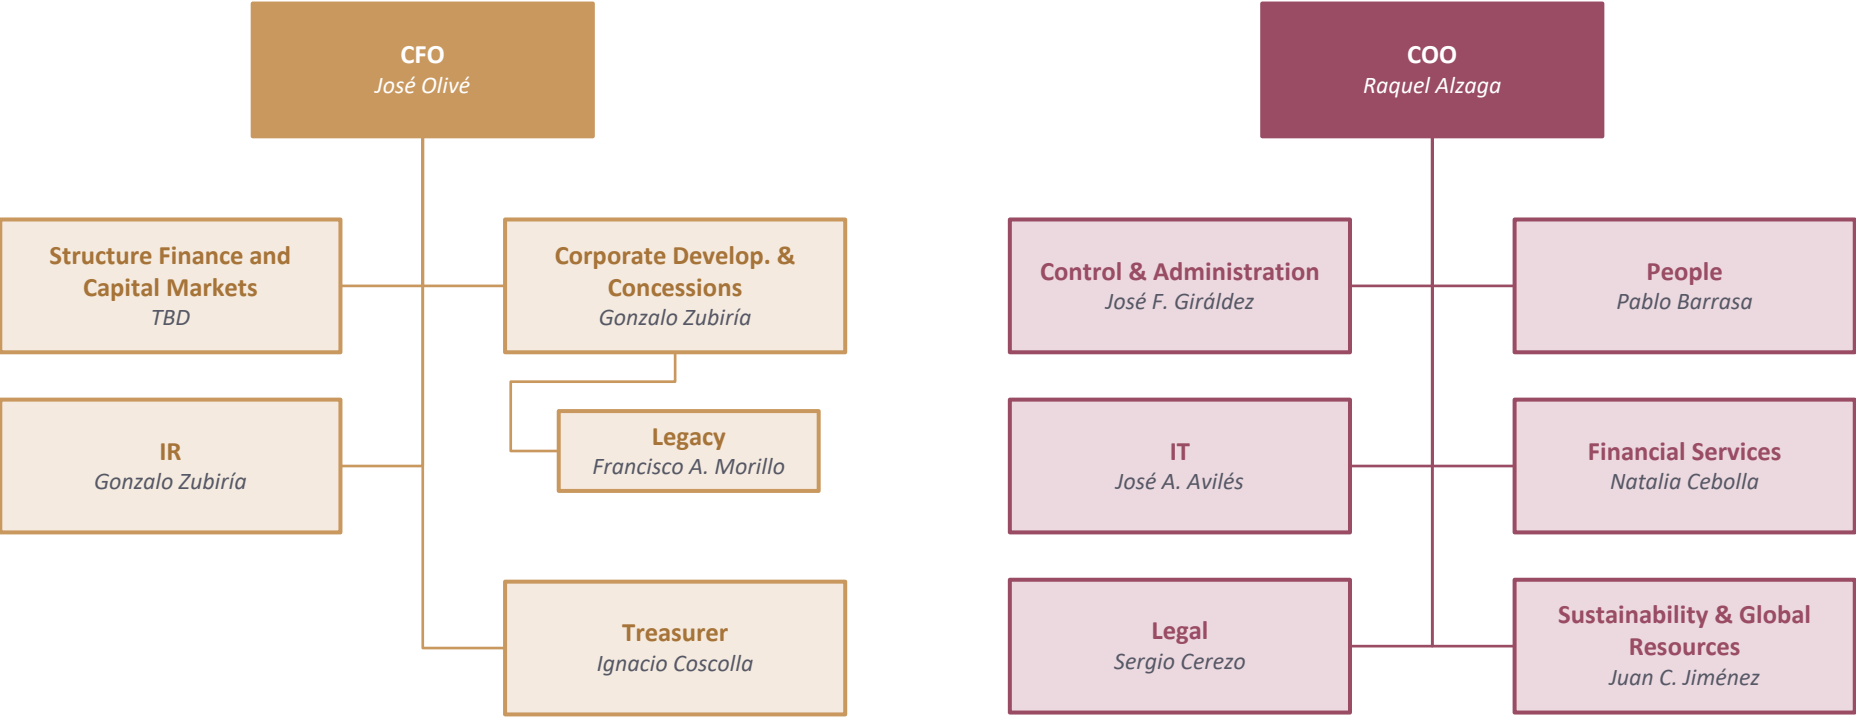 CFO
José Olivé
Structure Finance and
Capital Markets
TBD
Corporate Develop. &
Concessions
Gonzalo Zubiría
IR
Gonzalo Zubiría
Legacy
Francisco A. Morillo
Treasurer
Ignacio Coscolla
COO
Raquel Alzaga
Control & Administration
José F. Giráldez
People
Pablo Barrasa
IT
José A. Avilés
Financial Services
Natalia Cebolla
Legal
Sergio Cerezo
Sustainability & Global
Resources
Juan C. Jiménez